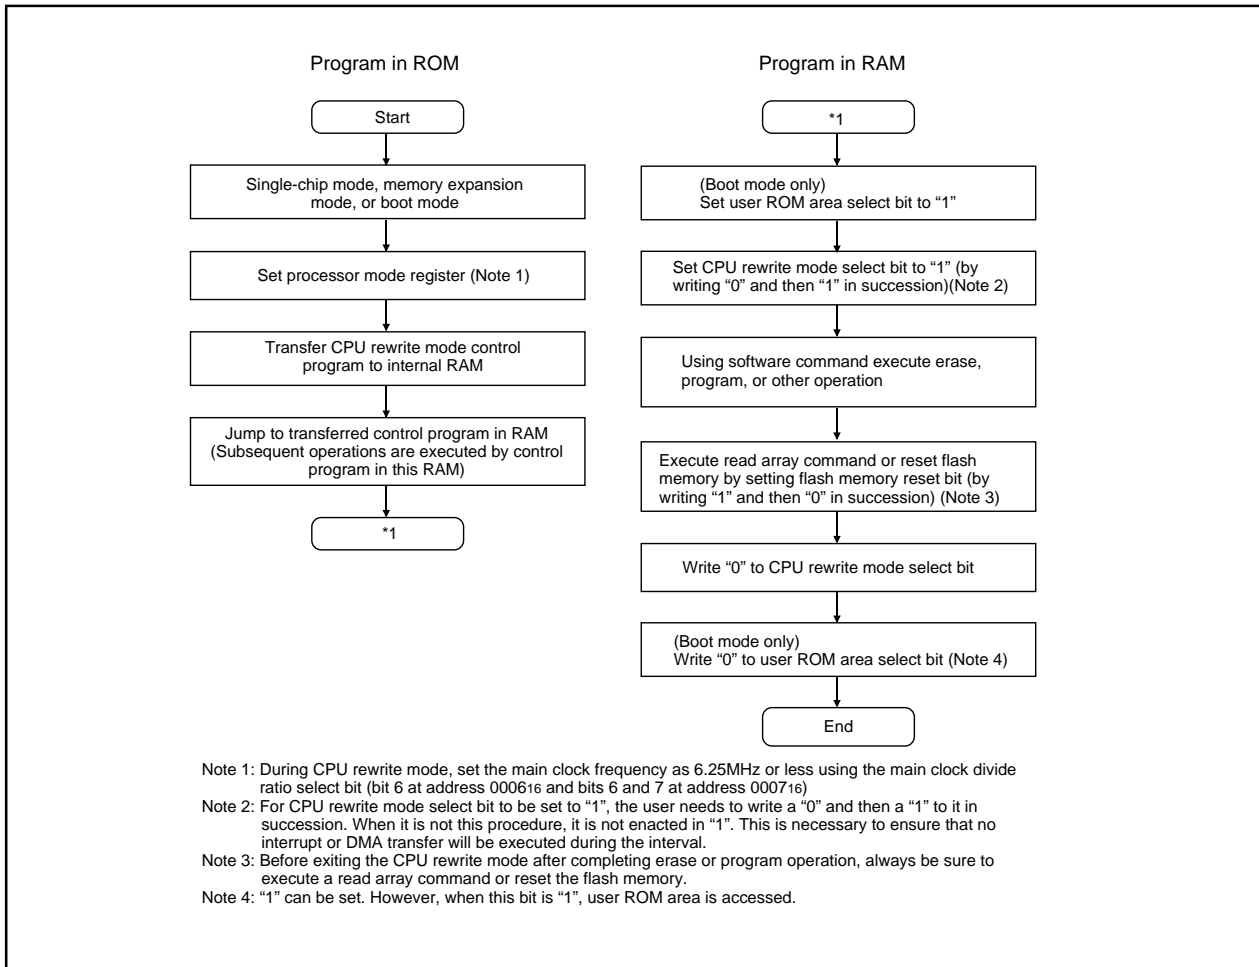 Program in ROM
Start
Single-chip mode, memory expansion
mode, or boot mode
Set processor mode register (Note 1)
Transfer CPU rewrite mode control
program to internal RAM
Jump to transferred control program in RAM
(Subsequent operations are executed by control
program in this RAM)
*1
Program in RAM
*1
(Boot mode only)
Set user ROM area select bit to “1”
Set CPU rewrite mode select bit to “1” (by
writing “0” and then “1” in succession)(Note 2)
Using software command execute erase,
program, or other operation
Execute read array command or reset flash
memory by setting flash memory reset bit (by
writing “1” and then “0” in succession) (Note 3)
Write “0” to CPU rewrite mode select bit
(Boot mode only)
Write “0” to user ROM area select bit (Note 4)
End
Note 1: During CPU rewrite mode, set the main clock frequency as 6.25MHz or less using the main clock divide
ratio select bit (bit 6 at address 000616 and bits 6 and 7 at address 000716)
Note 2: For CPU rewrite mode select bit to be set to “1”, the user needs to write a “0” and then a “1” to it in
succession. When it is not this procedure, it is not enacted in “1”. This is necessary to ensure that no
interrupt or DMA transfer will be executed during the interval.
Note 3: Before exiting the CPU rewrite mode after completing erase or program operation, always be sure to
execute a read array command or reset the flash memory.
Note 4: “1” can be set. However, when this bit is “1”, user ROM area is accessed.